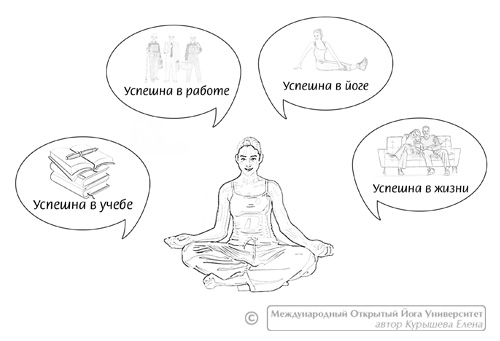 Успешна в работе
Успешна в йоге
Успешна в учебе
Успешна в жизни
© Международный Открытый Йога Университет
автор Курышева Елена